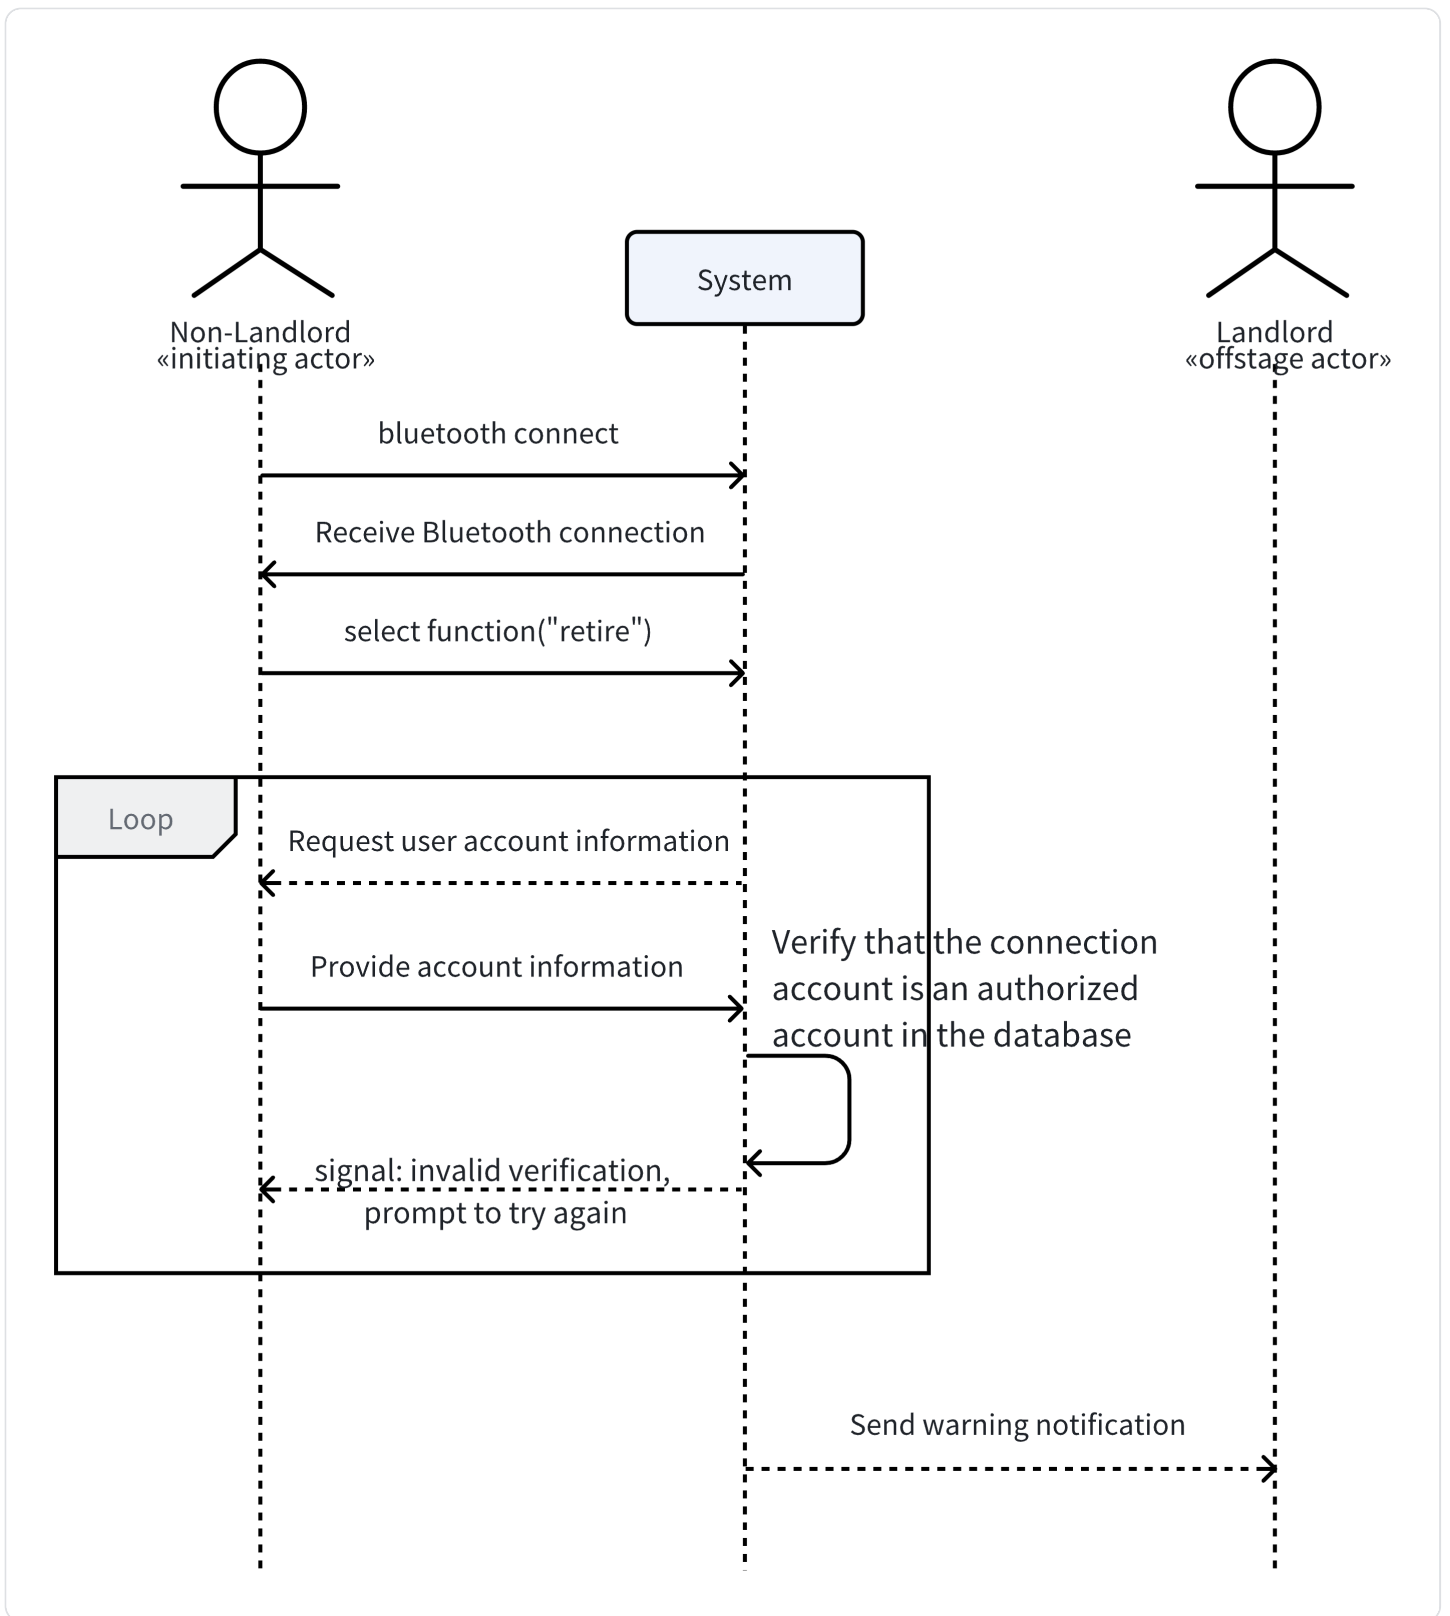 System
Non-Landlord
«initiating actor»
Landlord
«offstage actor»
bluetooth connect
Receive Bluetooth connection
select function("retire")
Loop
Request user account information
Verify that the connection
account is an authorized
account in the database
Provide account information
signal: invalid verification,
prompt to try again
Send warning notification